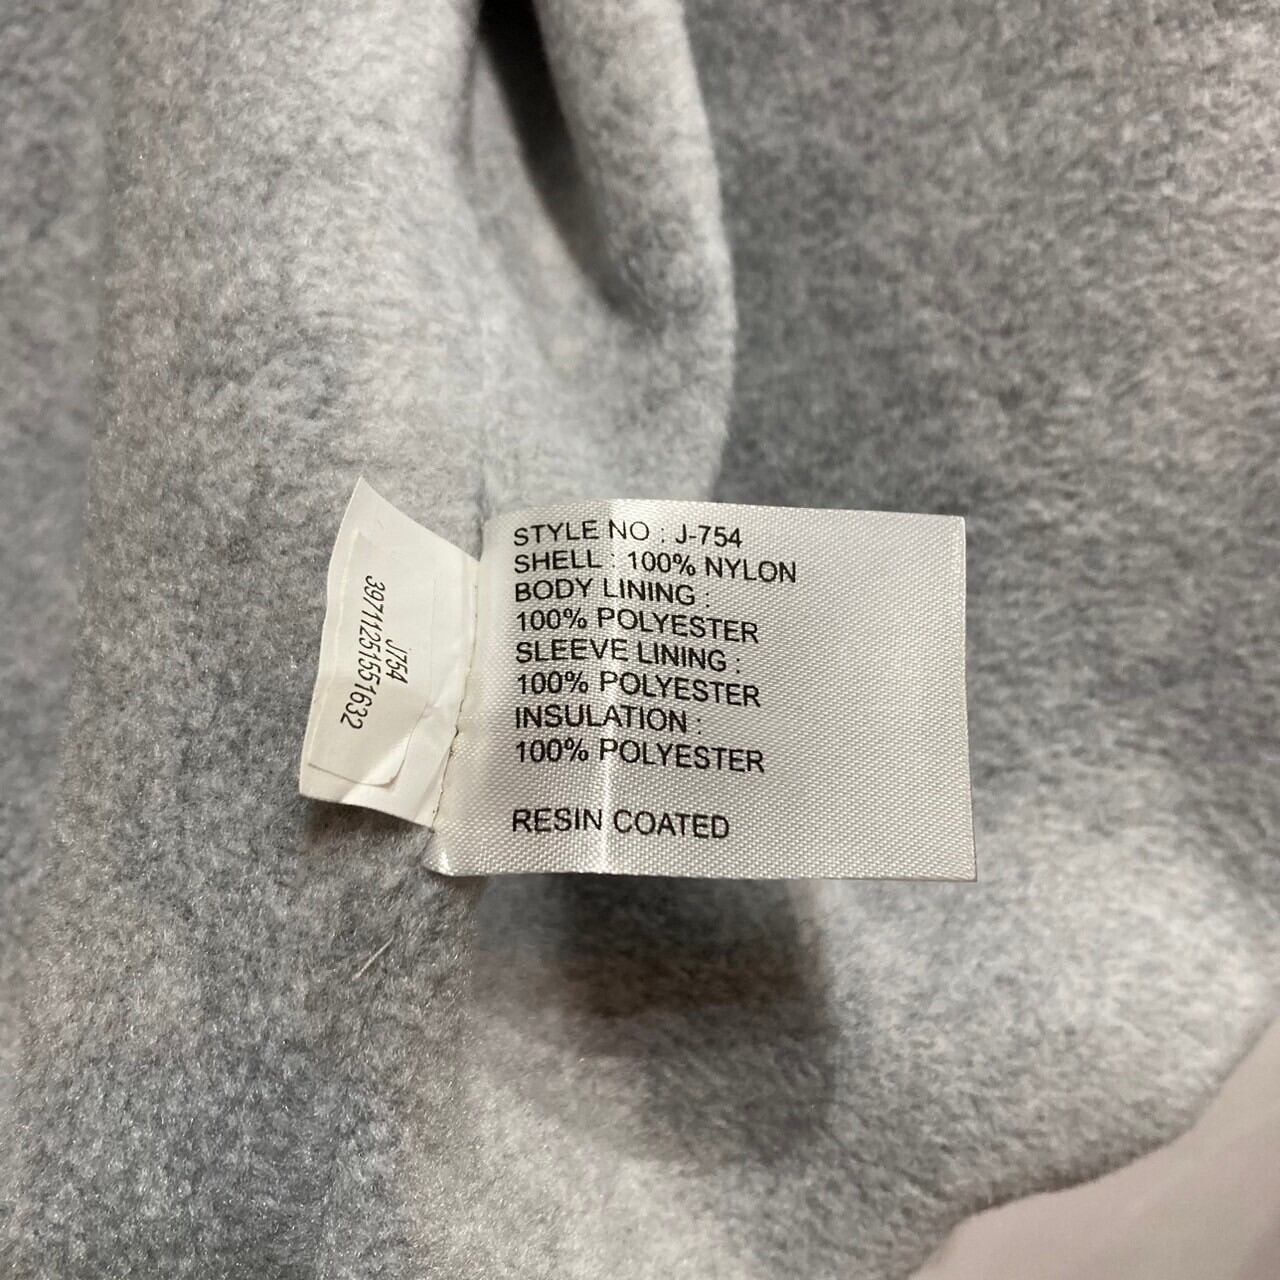 STYLE NO : J-754
SHELL : 100% NYLON
BODY LINING :
100% POLYESTER
SLEEVE LINING :
100% POLYESTER
INSULATION :
100% POLYESTER
RESIN COATED
J754
3971125151632